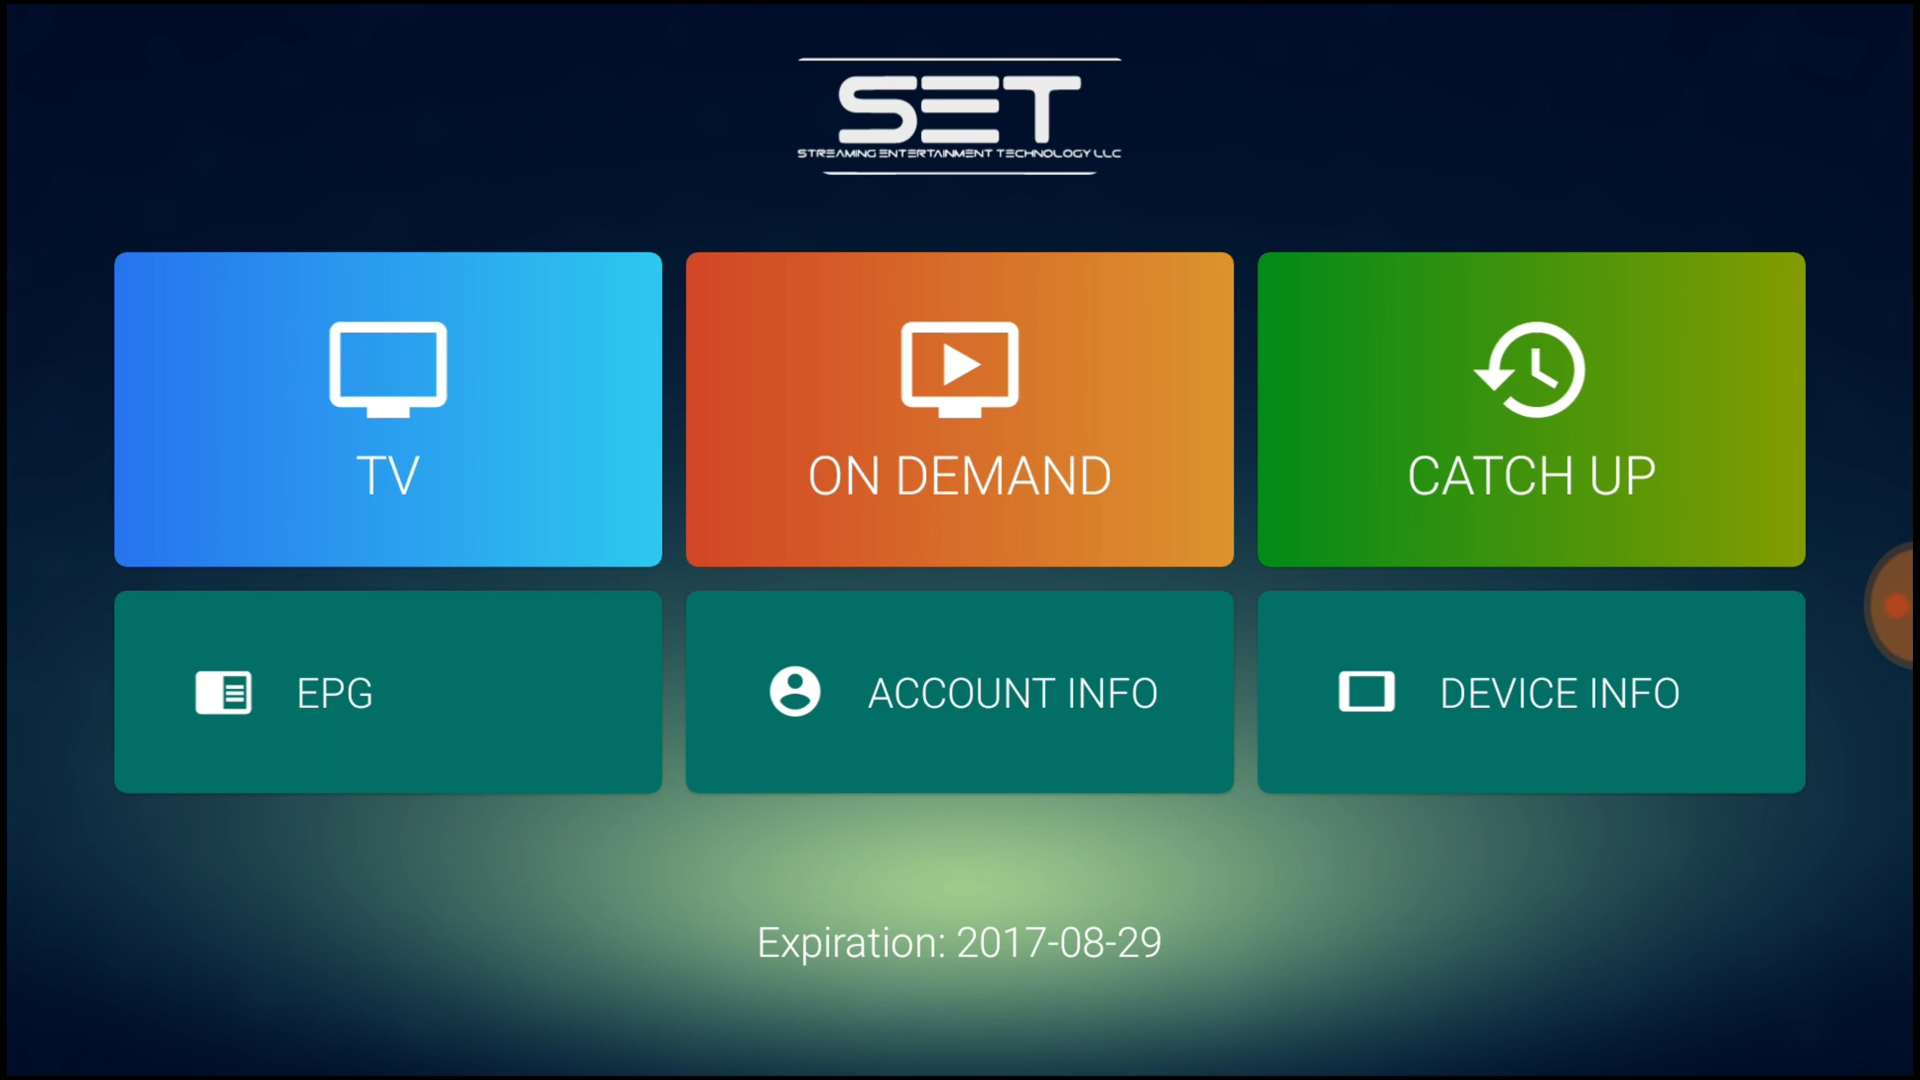 SET
STREAMING ENTERTAINMENT TECHNOLOGY LLC
TV
ON DEMAND
CATCH UP
EPG
ACCOUNT INFO
DEVICE INFO
Expiration: 2017-08-29